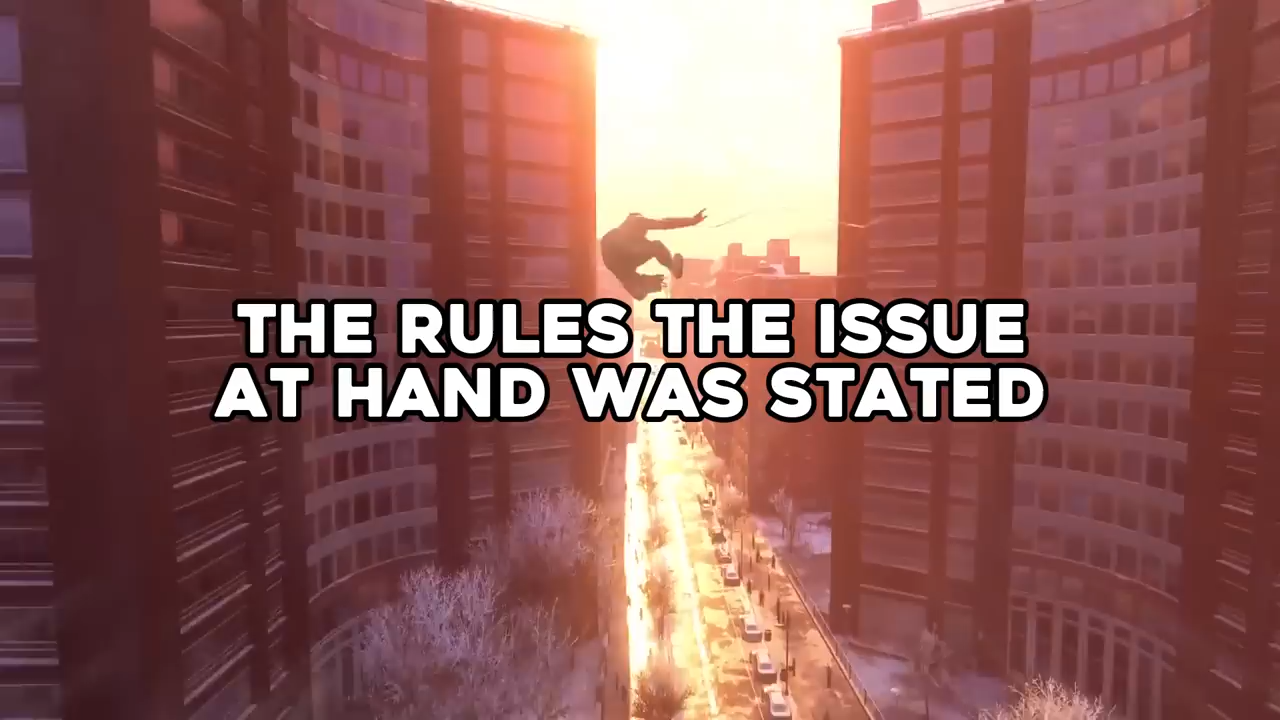 THE RULES THE ISSUE
AT HAND WAS STATED